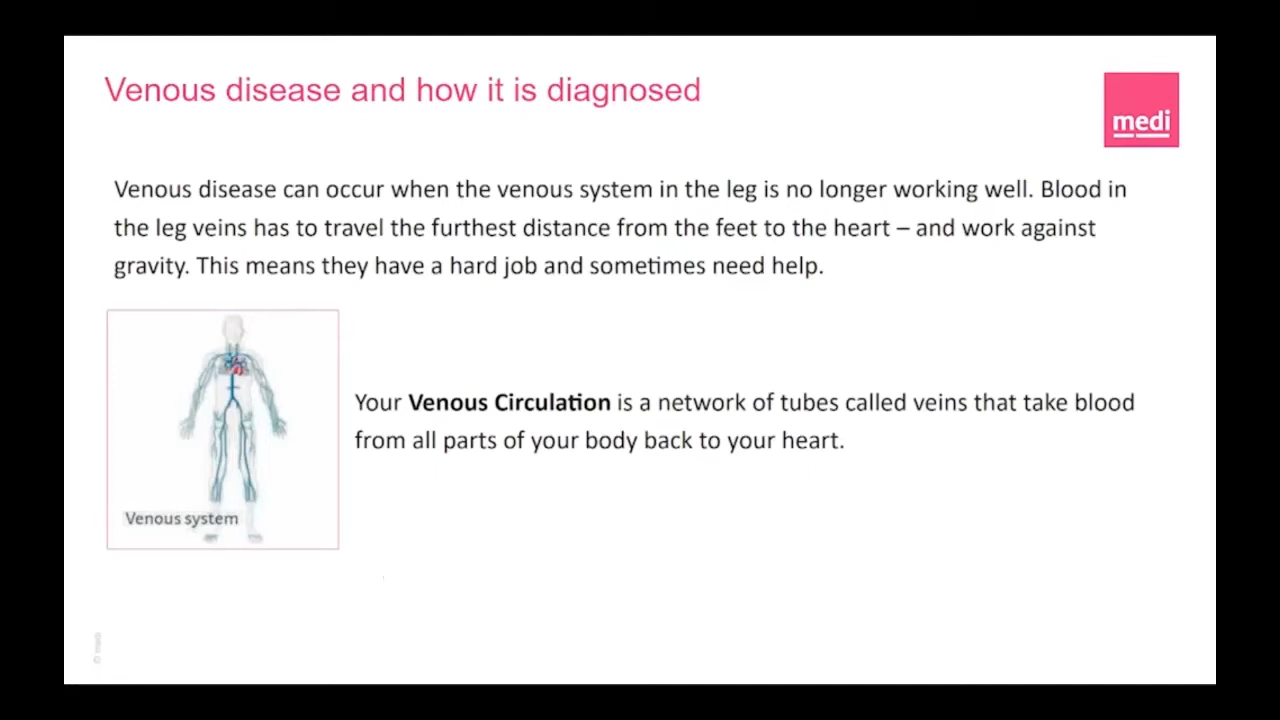 Venous disease and how it is diagnosed
medi
Venous disease can occur when the venous system in the leg is no longer working well. Blood in
the leg veins has to travel the furthest distance from the feet to the heart – and work against
gravity. This means they have a hard job and sometimes need help.
Your Venous Circulation is a network of tubes called veins that take blood
from all parts of your body back to your heart.
Venous system
© medi